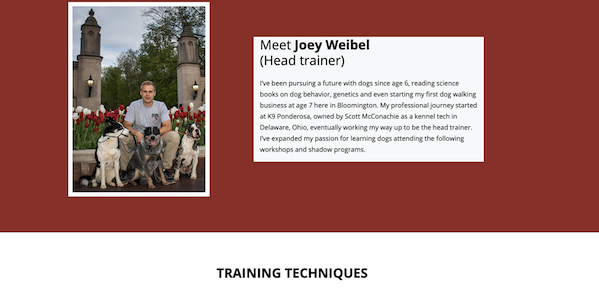 Meet Joey Weibel
(Head trainer)
I've been pursuing a future with dogs since age 6, reading science
books on dog behavior, genetics and even starting my first dog walking
business at age 7 here in Bloomington. My professional journey started
at K9 Ponderosa, owned by Scott McConachie as a kennel tech in
Delaware, Ohio, eventually working my way up to be the head trainer.
I've expanded my passion for learning dogs attending the following
workshops and shadow programs.
TRAINING TECHNIQUES